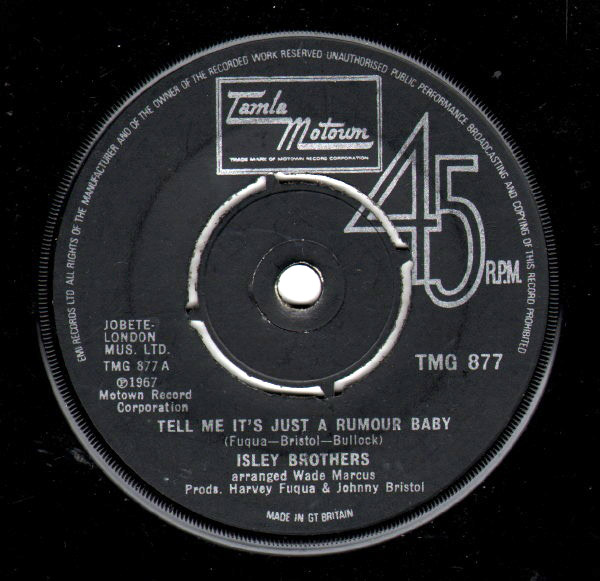 EMI RECORDS LTD ALL RIGHTS OF THE MANUFACTURER AND OF THE OWNER OF THE RECORDED WORK RESERVED UNAUTHORISED PUBLIC PERFORMANCE BROADCASTING AND COPYING OF THIS RECORD PROHIBITED
Tamla
Motown
TRADE MARK OF MOTOWN RECORD CORPORATION
45
R.P.M.
JOBETE-
LONDON
MUS. LTD.
TMG 877 A
℗1967
Motown Record
Corporation
TMG 877
TELL ME IT'S JUST A RUMOUR BABY
(Fuqua—Bristol—Bullock)
ISLEY BROTHERS
arranged Wade Marcus
Prods. Harvey Fuqua & Johnny Bristol
MADE IN GT BRITAIN